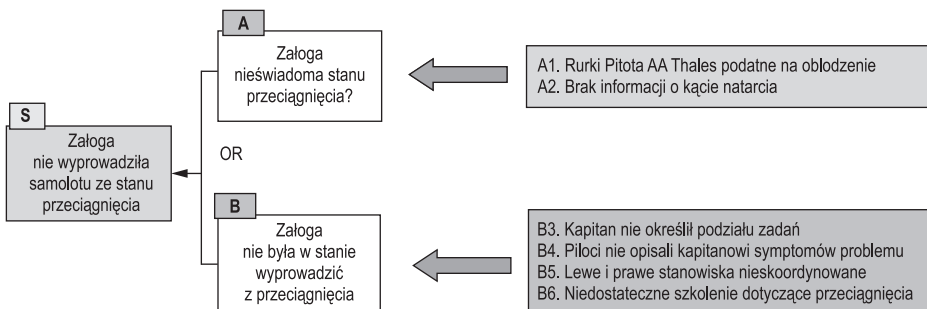 A
Załoga
nieświadoma stanu
przeciągnięcia?
A1. Rurki Pitota AA Thales podatne na oblodzenie
A2. Brak informacji o kącie natarcia
S
Załoga
nie wyprowadziła
samolotu ze stanu
przeciągnięcia
OR
B
Załoga
nie była w stanie
wyprowadzić
z przeciągnięcia
B3. Kapitan nie określił podziału zadań
B4. Piloci nie opisali kapitanowi symptomów problemu
B5. Lewe i prawe stanowiska nieskoordynowane
B6. Niedostateczne szkolenie dotyczące przeciągnięcia